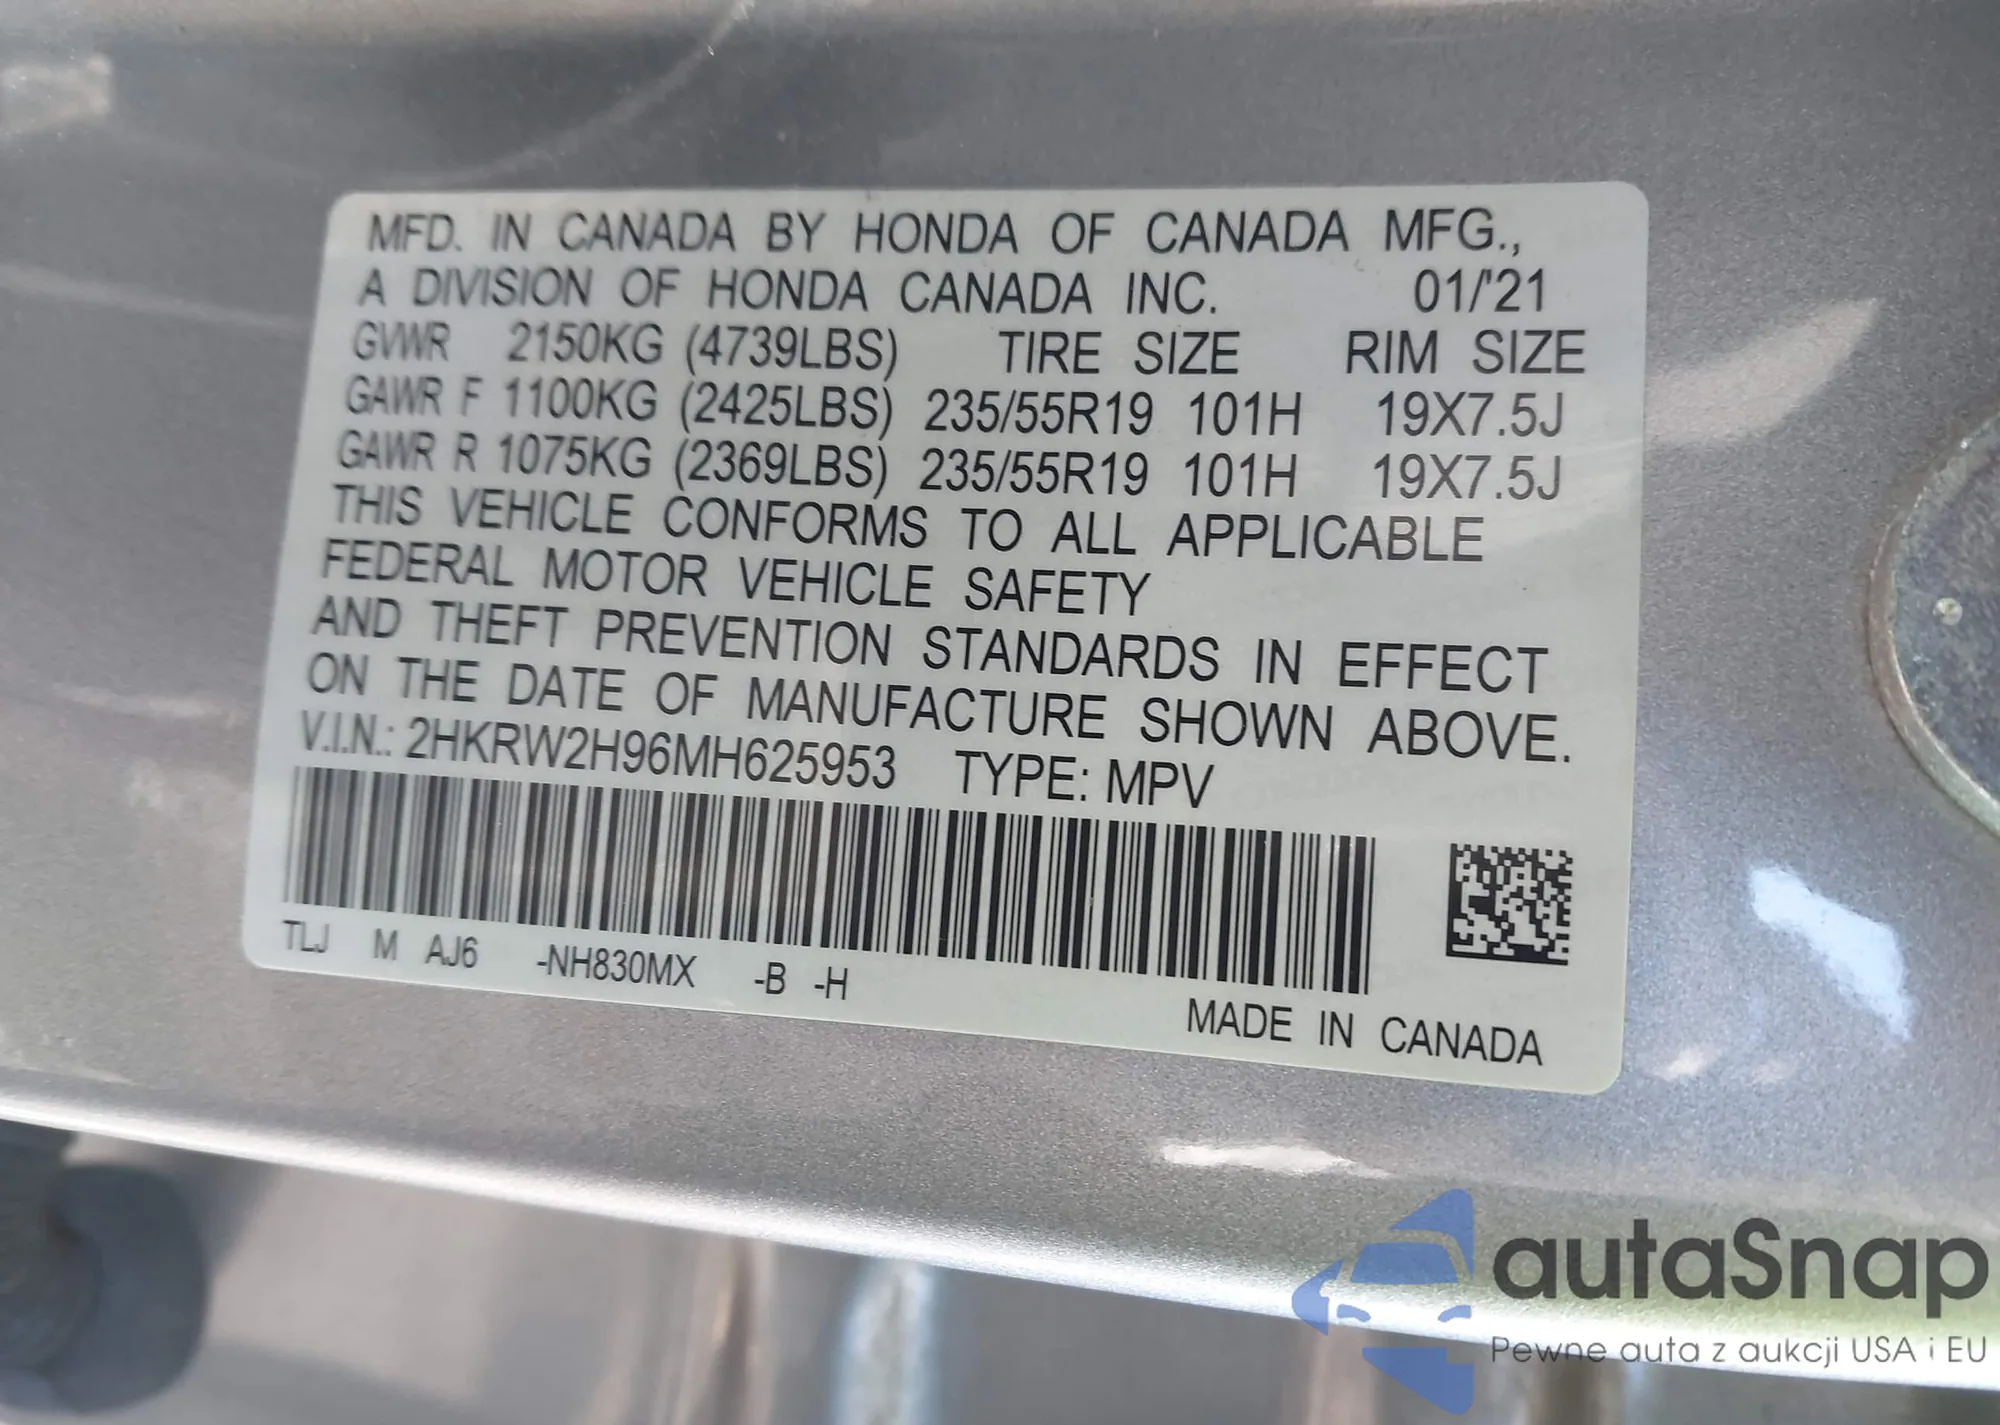 MFD. IN CANADA BY HONDA OF CANADA MFG.,
A DIVISION OF HONDA CANADA INC. 01/'21
GVWR 2150KG (4739LBS) TIRE SIZE RIM SIZE
GAWR F 1100KG (2425LBS) 235/55R19 101H 19X7.5J
GAWR R 1075KG (2369LBS) 235/55R19 101H 19X7.5J
THIS VEHICLE CONFORMS TO ALL APPLICABLE
FEDERAL MOTOR VEHICLE SAFETY
AND THEFT PREVENTION STANDARDS IN EFFECT
ON THE DATE OF MANUFACTURE SHOWN ABOVE.
V.I.N.: 2HKRW2H96MH625953 TYPE: MPV
TLJ M AJ6 -NH830MX -B -H
MADE IN CANADA
autaSnap
Pewne auta z aukcji USA i EU